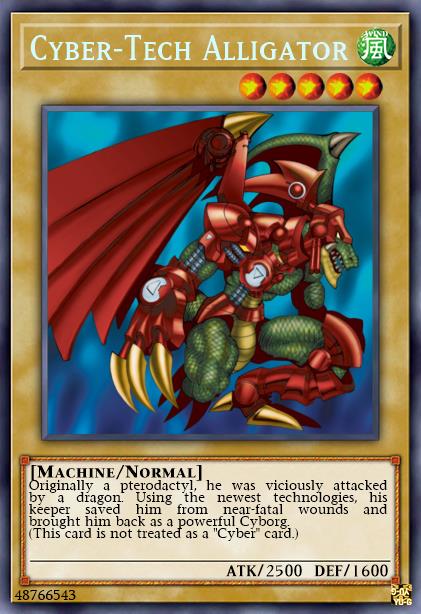 CYBER-TECH ALLIGATOR
WIND
風
[MACHINE/NORMAL]
Originally a pterodactyl, he was viciously attacked
by a dragon. Using the newest technologies, his
keeper saved him from near-fatal wounds and
brought him back as a powerful Cyborg.
(This card is not treated as a "Cyber" card.)
ATK/2500 DEF/1600
48766543